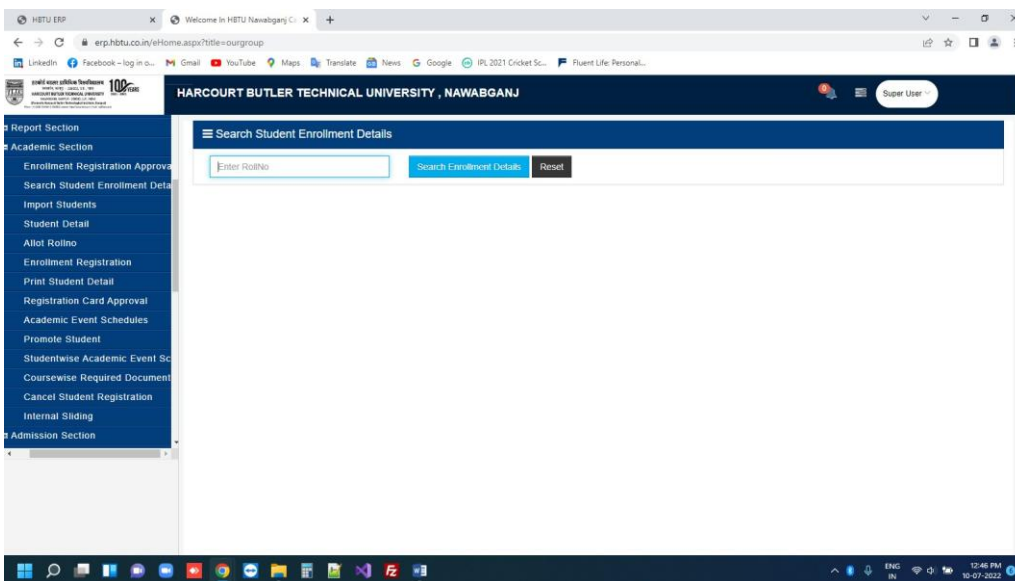 HBTU ERP
Welcome In HBTU Nawabganj C
erp.hbtu.co.in/eHome.aspx?title=ourgroup
LinkedIn Facebook – log in o... Gmail YouTube Maps Translate News Google IPL 2021 Cricket Sc... Fluent Life: Personal...
100 YEARS
HARCOURT BUTLER TECHNICAL UNIVERSITY , NAWABGANJ
Super User
Report Section
Search Student Enrollment Details
Academic Section
Enter RollNo Search Enrollment Details Reset
Enrollment Registration Approva
Search Student Enrollment Deta
Import Students
Student Detail
Allot Rollno
Enrollment Registration
Print Student Detail
Registration Card Approval
Academic Event Schedules
Promote Student
Studentwise Academic Event Sc
Coursewise Required Document
Cancel Student Registration
Internal Sliding
Admission Section
ENG
IN
12:46 PM
10-07-2022